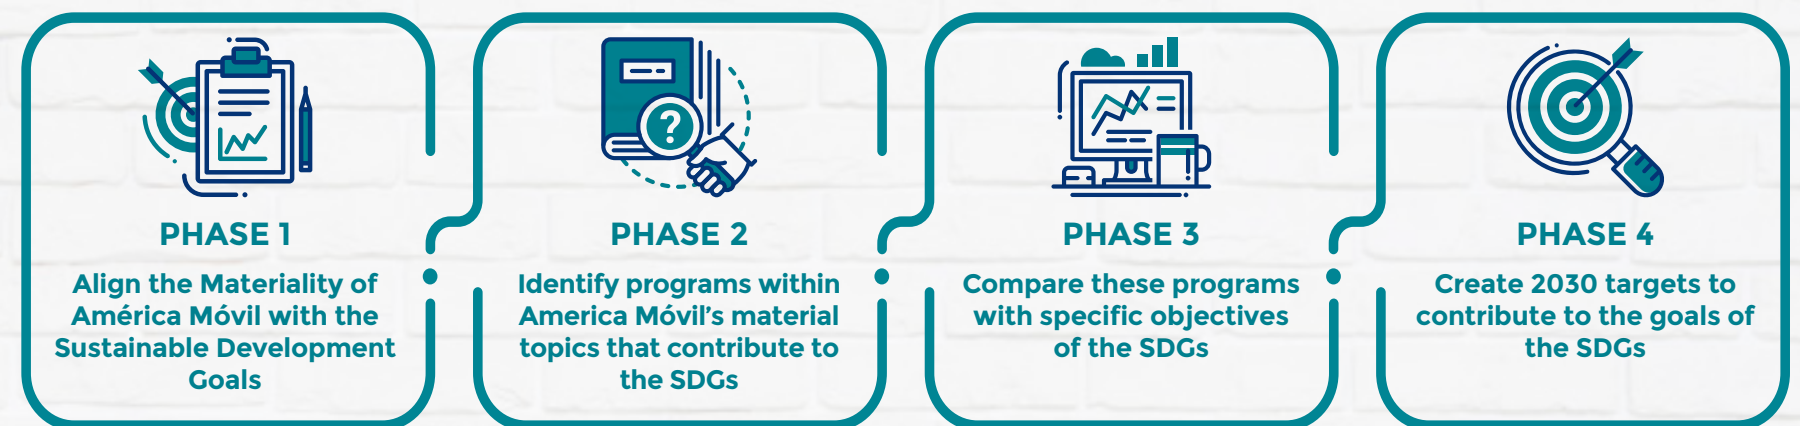 PHASE 1
Align the Materiality of
América Móvil with the
Sustainable Development
Goals
PHASE 2
Identify programs within
America Móvil's material
topics that contribute to
the SDGs
PHASE 3
Compare these programs
with specific objectives
of the SDGs
PHASE 4
Create 2030 targets to
contribute to the goals of
the SDGs